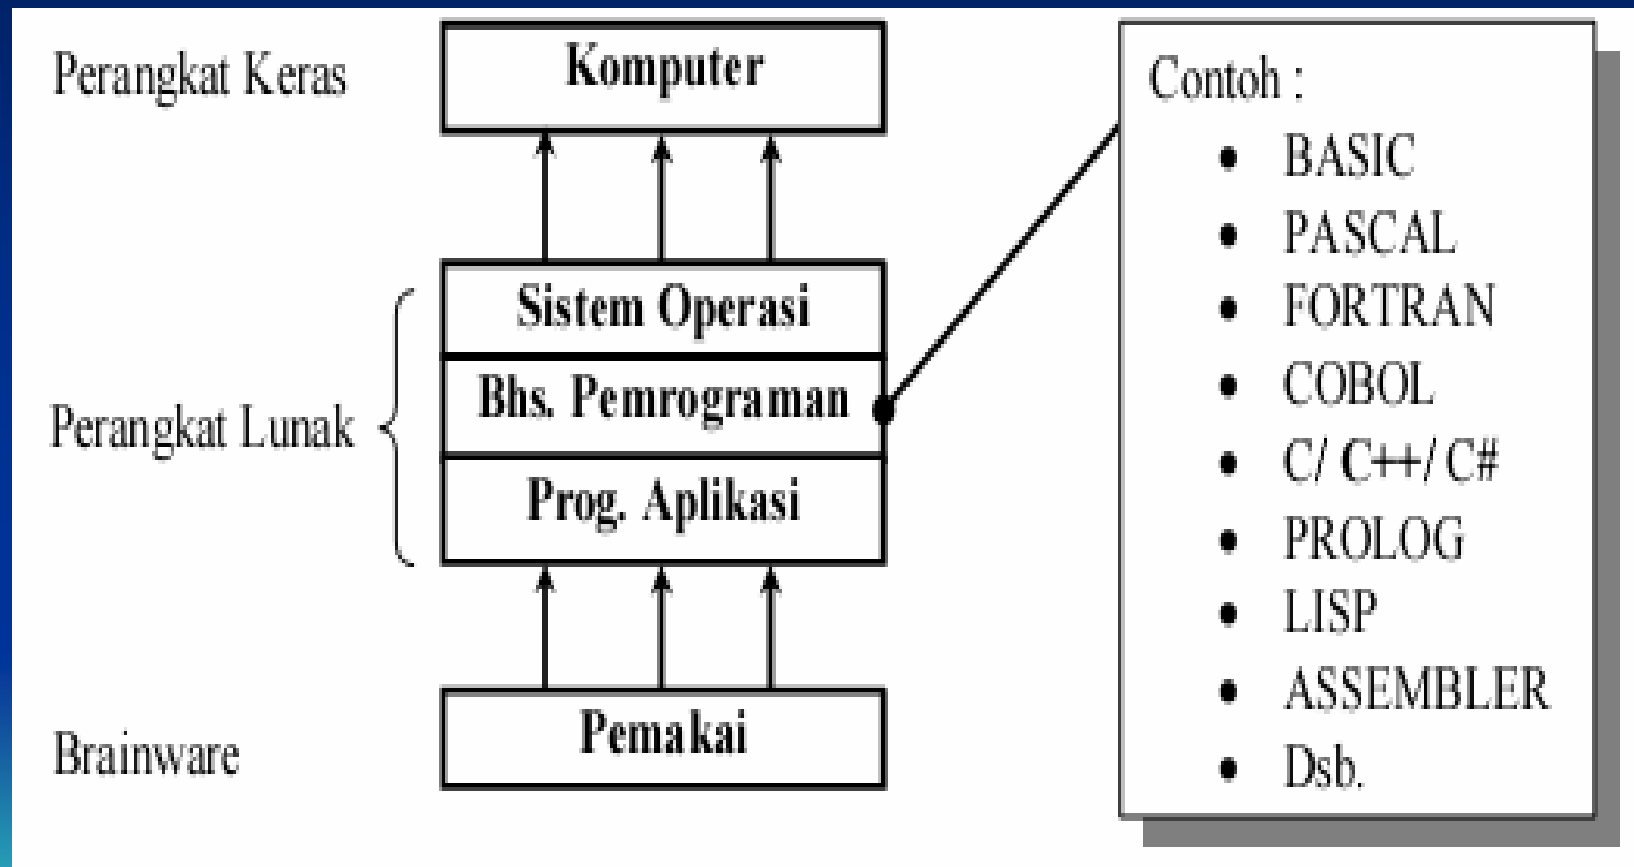 Perangkat Keras
Komputer
Sistem Operasi
Perangkat Lunak
Bhs. Pemrograman
Prog. Aplikasi
Brainware
Pemakai
Contoh :
• BASIC
• PASCAL
• FORTRAN
• COBOL
• C/ C++/ C#
• PROLOG
• LISP
• ASSEMBLER
• Dsb.